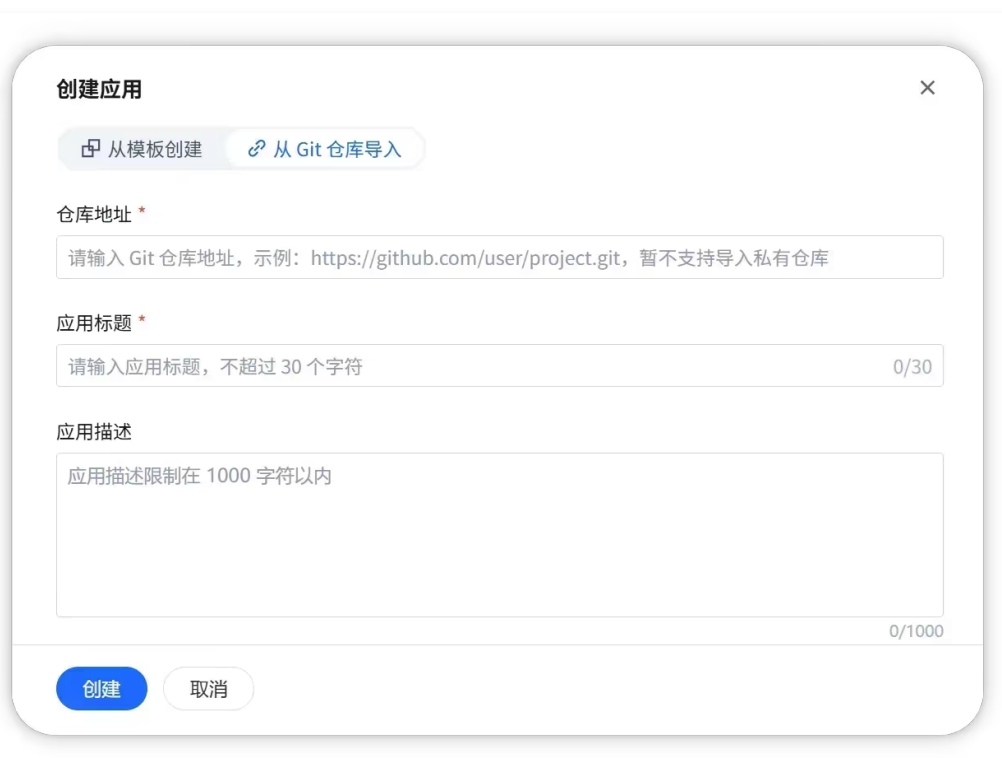 创建应用
从模板创建 从 Git 仓库导入
仓库地址 *
请输入 Git 仓库地址，示例：https://github.com/user/project.git，暂不支持导入私有仓库
应用标题 *
请输入应用标题，不超过 30 个字符 0/30
应用描述
应用描述限制在 1000 字符以内
0/1000
创建 取消